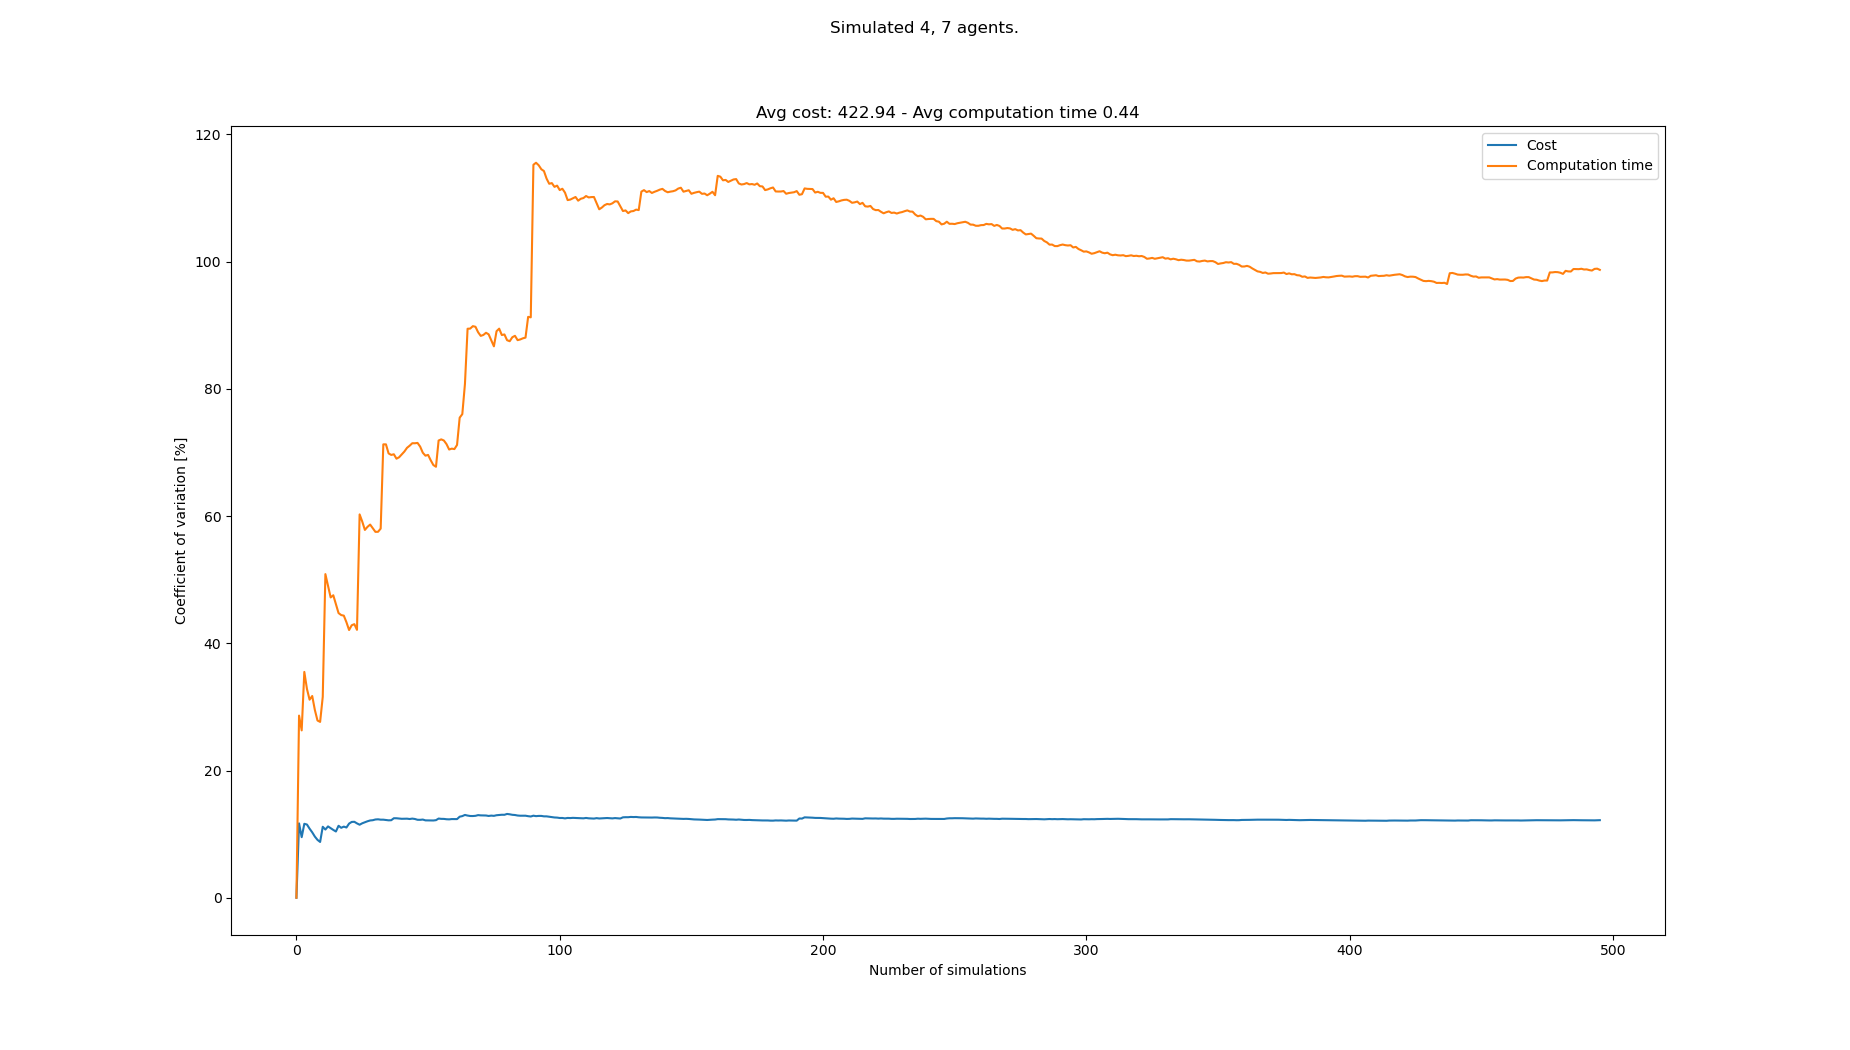 Simulated 4, 7 agents.
Avg cost: 422.94 - Avg computation time 0.44
Cost
Computation time
120
100
80
60
40
20
0
Coefficient of variation [%]
0 100 200 300 400 500
Number of simulations